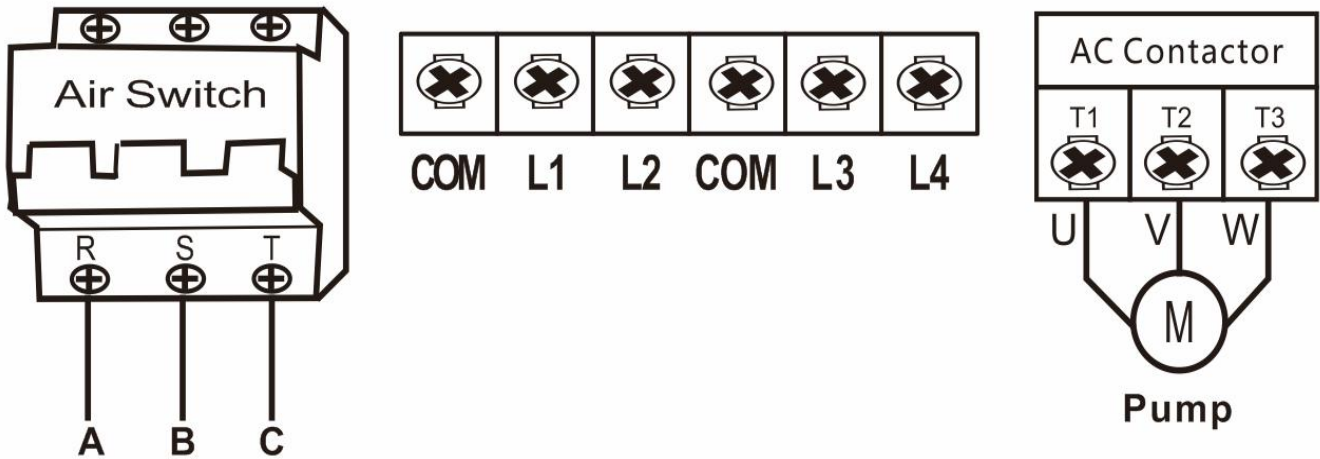 Air Switch
R S T
A B C
COM L1 L2 COM L3 L4
AC Contactor
T1 T2 T3
U V W
M
Pump